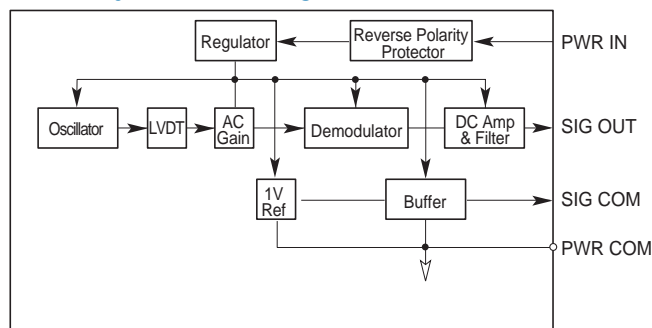 Regulator
Reverse Polarity
Protector
PWR IN
Oscillator
LVDT
AC
Gain
Demodulator
DC Amp
& Filter
SIG OUT
1V
Ref
Buffer
SIG COM
PWR COM